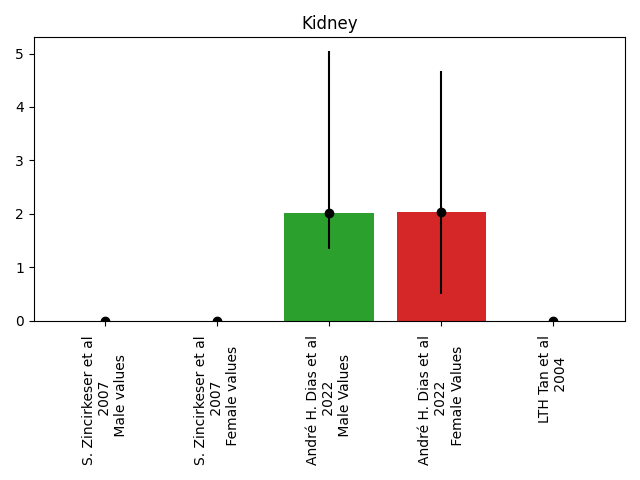 Kidney
5
4
3
2
1
0
S. Zincirkeser et al
2007
Male values
S. Zincirkeser et al
2007
Female values
André H. Dias et al
2022
Male Values
André H. Dias et al
2022
Female Values
LTH Tan et al
2004